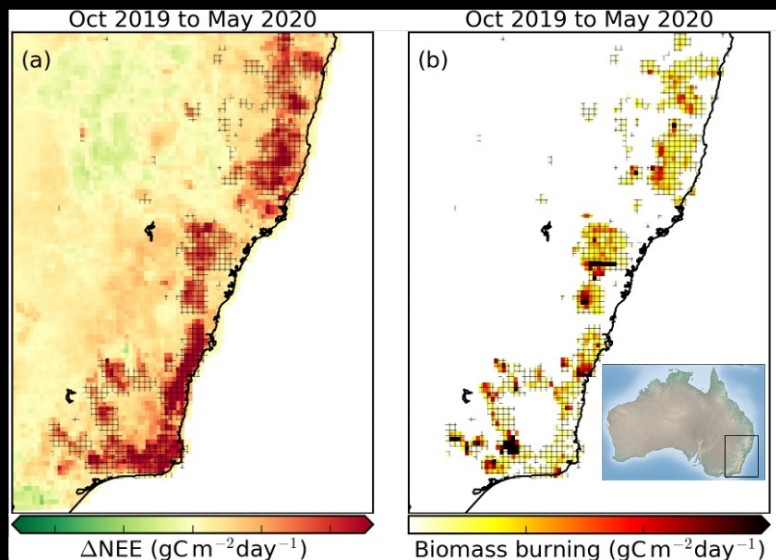 Oct 2019 to May 2020
Oct 2019 to May 2020
(a)
(b)
ΔNEE (gC m⁻² day⁻¹)
Biomass burning (gC m⁻² day⁻¹)